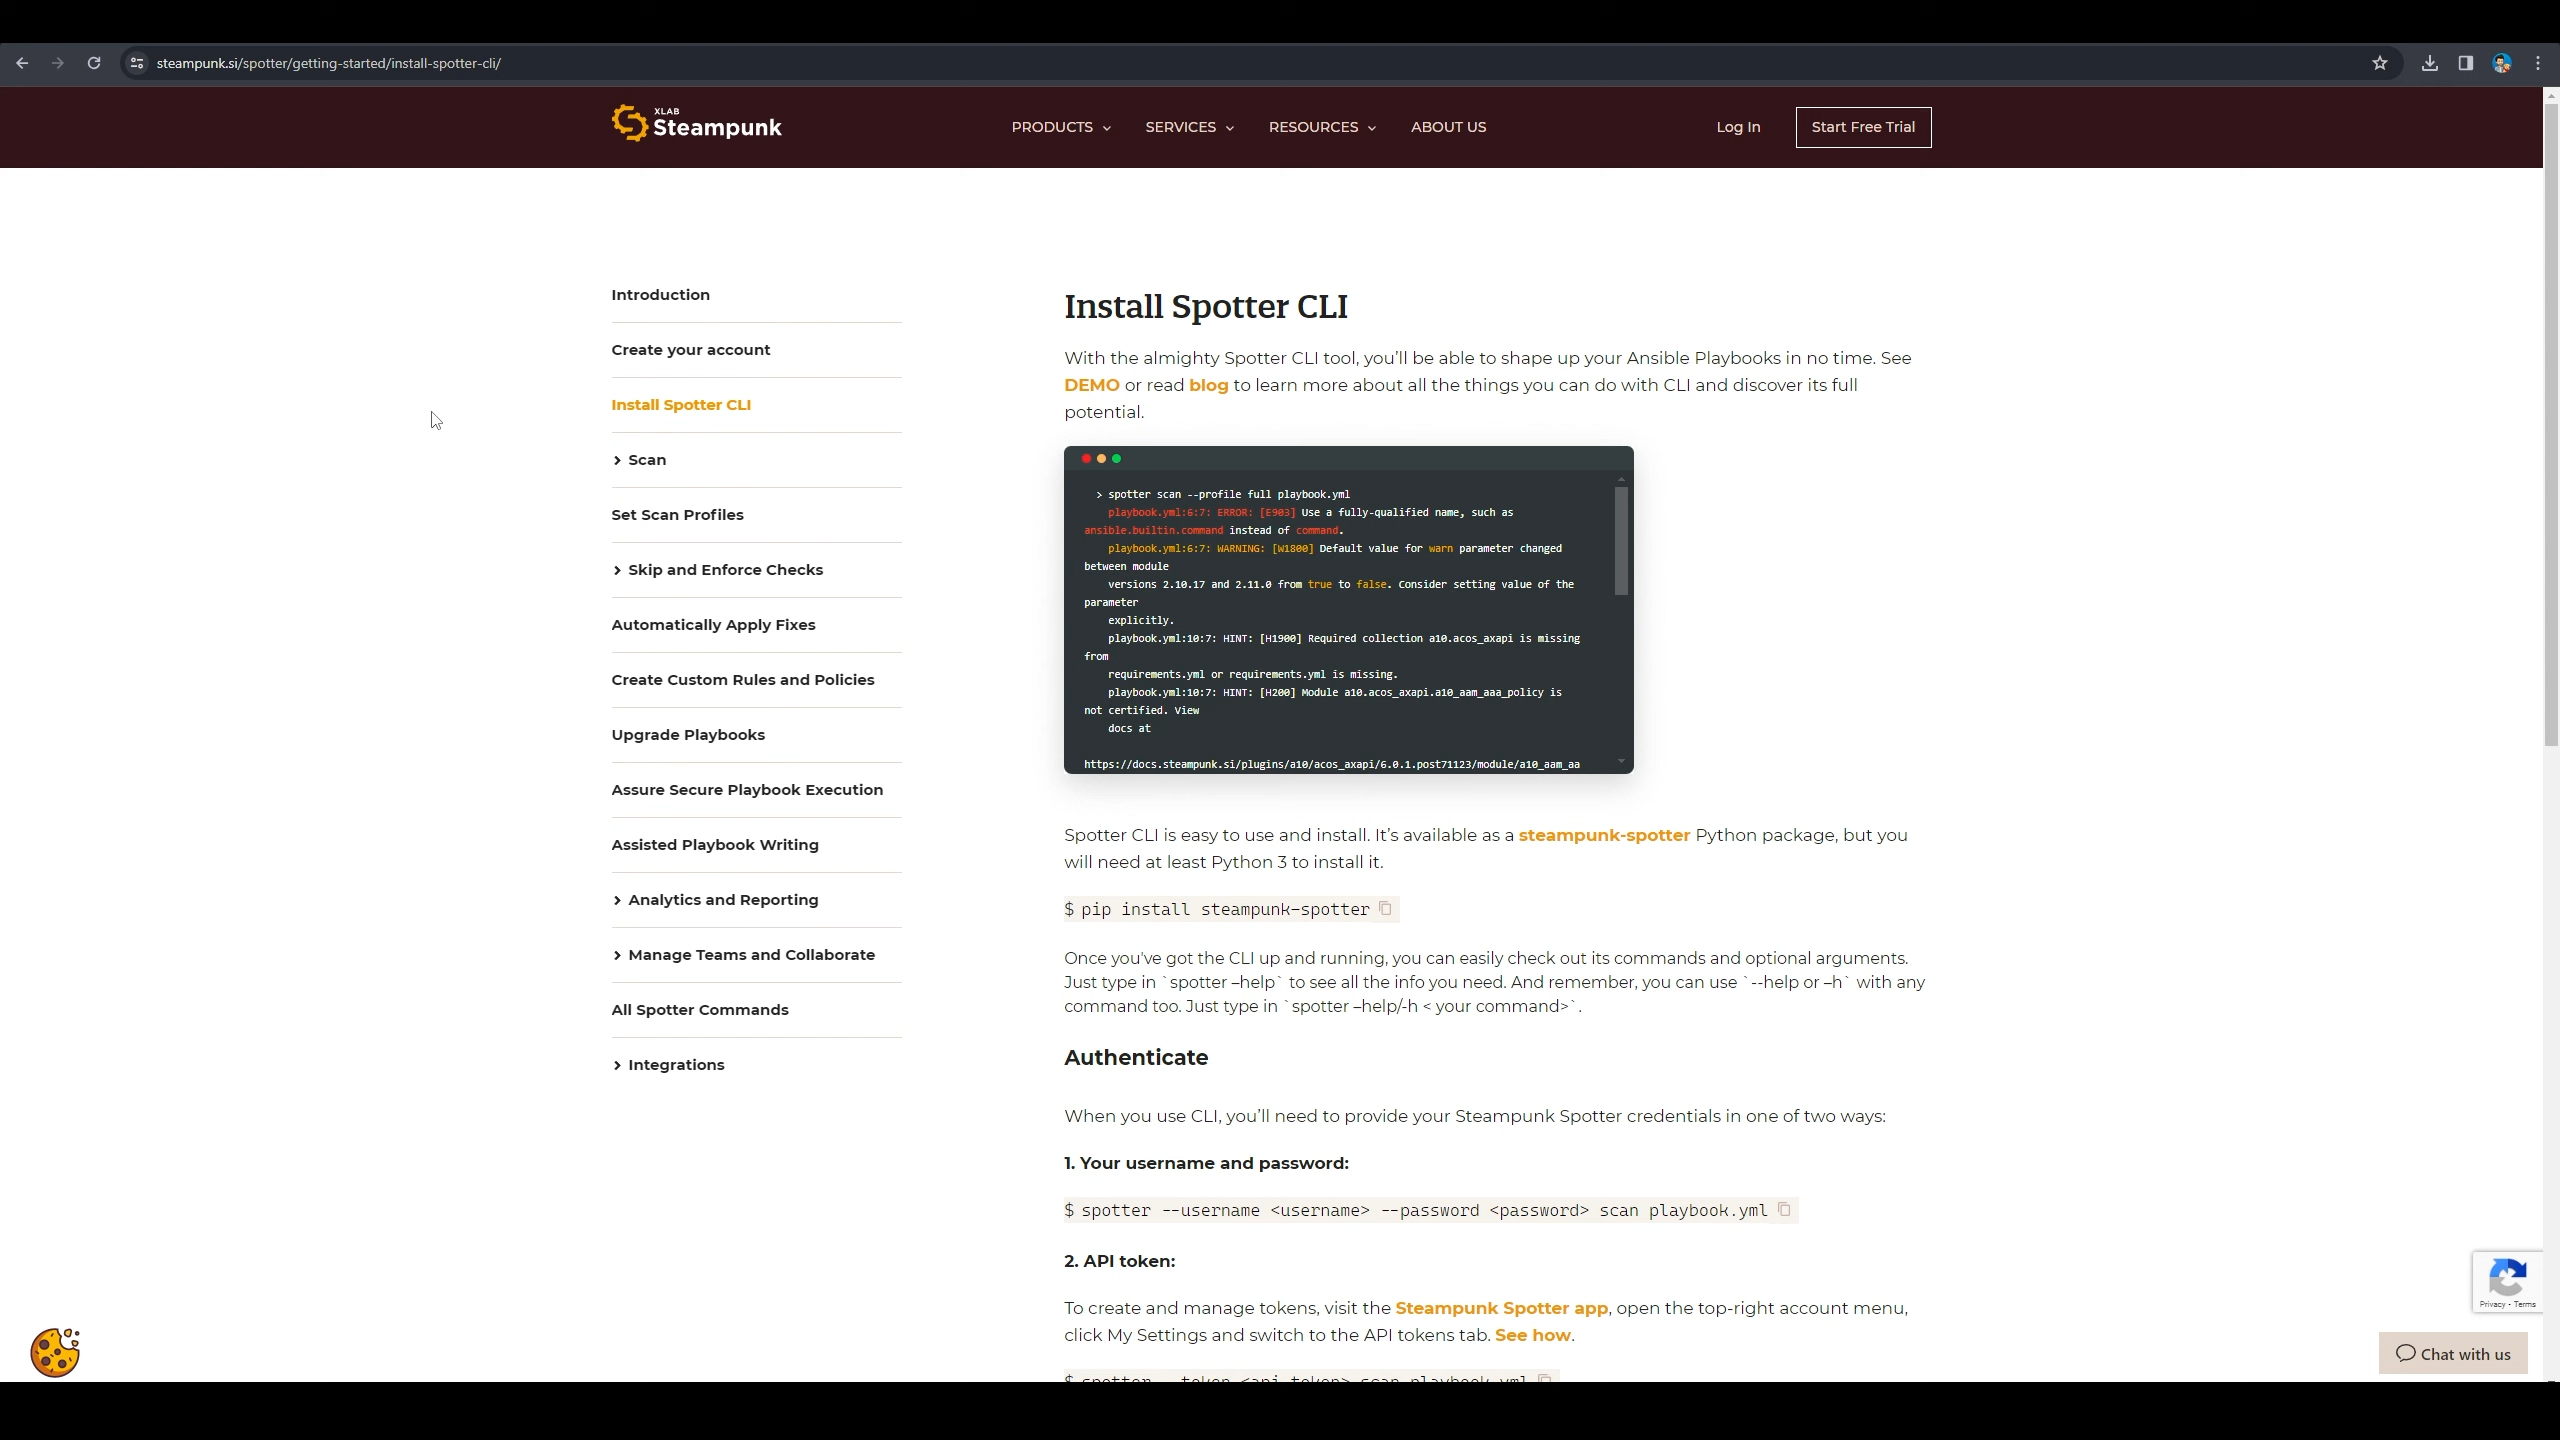 steampunk.si/spotter/getting-started/install-spotter-cli/
XLAB
Steampunk
PRODUCTS
SERVICES
RESOURCES
ABOUT US
Log In
Start Free Trial
Introduction
Create your account
Install Spotter CLI
Scan
Set Scan Profiles
Skip and Enforce Checks
Automatically Apply Fixes
Create Custom Rules and Policies
Upgrade Playbooks
Assure Secure Playbook Execution
Assisted Playbook Writing
Analytics and Reporting
Manage Teams and Collaborate
All Spotter Commands
Integrations
Install Spotter CLI
With the almighty Spotter CLI tool, you'll be able to shape up your Ansible Playbooks in no time. See
DEMO or read blog to learn more about all the things you can do with CLI and discover its full
potential.
> spotter scan --profile full playbook.yml
playbook.yml:6:7: ERROR: [E903] Use a fully-qualified name, such as
ansible.builtin.command instead of command.
playbook.yml:6:7: WARNING: [W1800] Default value for warn parameter changed
between module
versions 2.10.17 and 2.11.0 from true to false. Consider setting value of the
parameter
explicitly.
playbook.yml:10:7: HINT: [H1900] Required collection a10.acos_axapi is missing
from
requirements.yml or requirements.yml is missing.
playbook.yml:10:7: HINT: [H200] Module a10.acos_axapi.a10_aam_aaa_policy is
not certified. View
docs at
https://docs.steampunk.si/plugins/a10/acos_axapi/6.0.1.post71123/module/a10_aam_aa
Spotter CLI is easy to use and install. It's available as a steampunk-spotter Python package, but you
will need at least Python 3 to install it.
$ pip install steampunk-spotter
Once you've got the CLI up and running, you can easily check out its commands and optional arguments.
Just type in `spotter –help` to see all the info you need. And remember, you can use `--help or –h` with any
command too. Just type in `spotter –help/-h < your command>`.
Authenticate
When you use CLI, you'll need to provide your Steampunk Spotter credentials in one of two ways:
1. Your username and password:
$ spotter --username <username> --password <password> scan playbook.yml
2. API token:
To create and manage tokens, visit the Steampunk Spotter app, open the top-right account menu,
click My Settings and switch to the API tokens tab. See how.
$ spotter --token <api token> scan playbook.yml
Privacy - Terms
Chat with us